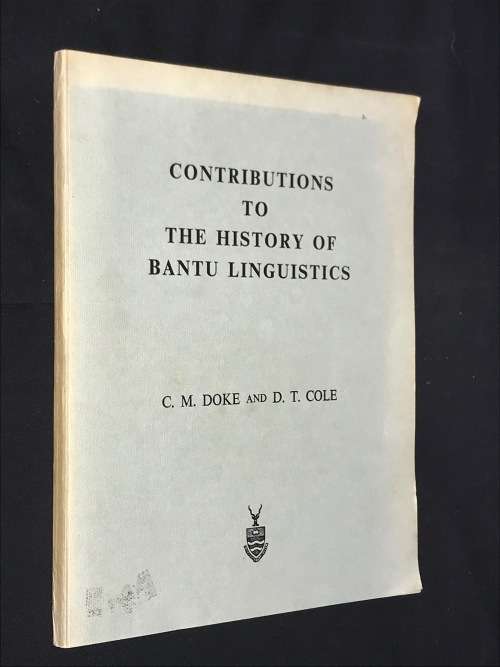 CONTRIBUTIONS
TO
THE HISTORY OF
BANTU LINGUISTICS
C. M. DOKE AND D. T. COLE